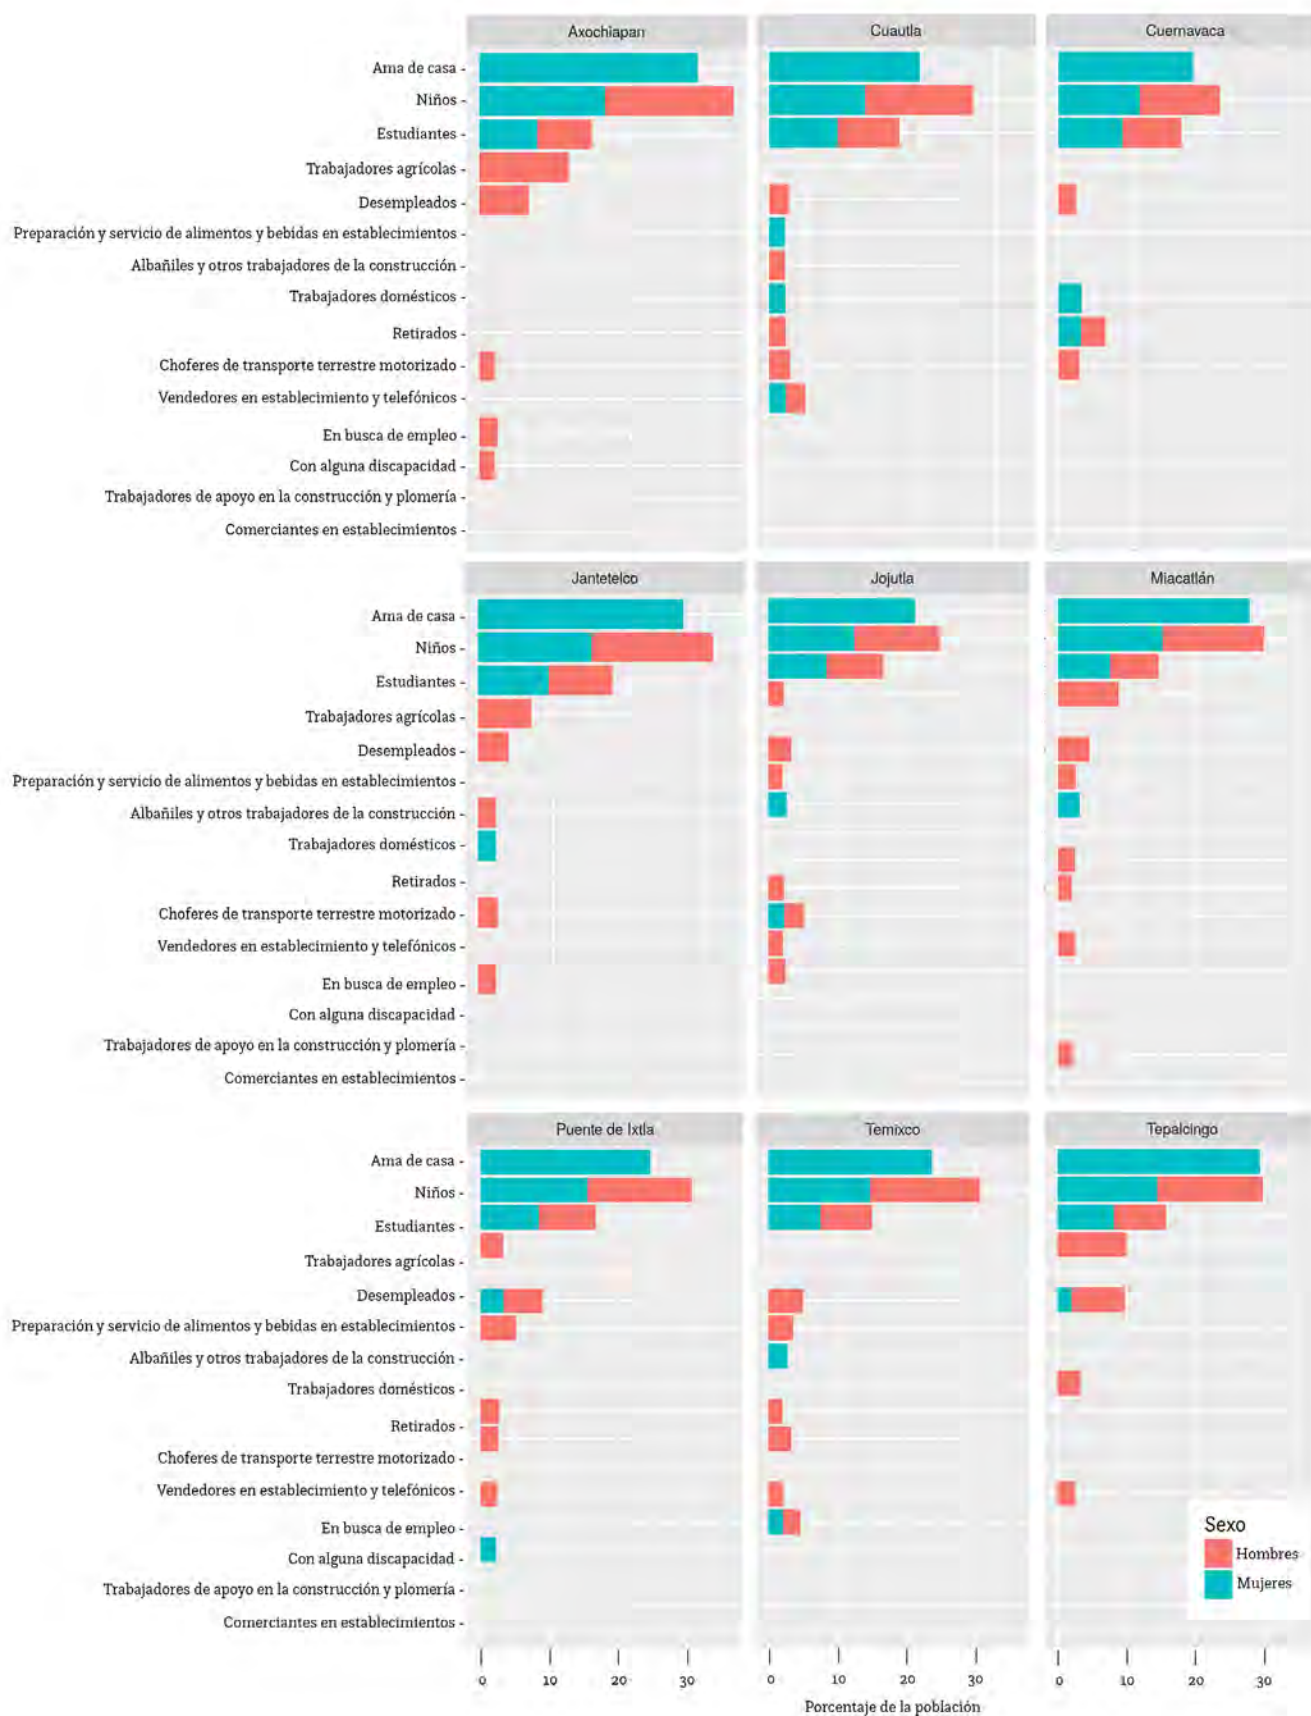 Axochiapan
Cuautla
Cuernavaca
Ama de casa -
Niños -
Estudiantes -
Trabajadores agrícolas -
Desempleados -
Preparación y servicio de alimentos y bebidas en establecimientos -
Albañiles y otros trabajadores de la construcción -
Trabajadores domésticos -
Retirados -
Choferes de transporte terrestre motorizado -
Vendedores en establecimiento y telefónicos -
En busca de empleo -
Con alguna discapacidad -
Trabajadores de apoyo en la construcción y plomería -
Comerciantes en establecimientos -
Jantetelco
Jojutla
Miacatlán
Ama de casa -
Niños -
Estudiantes -
Trabajadores agrícolas -
Desempleados -
Preparación y servicio de alimentos y bebidas en establecimientos -
Albañiles y otros trabajadores de la construcción -
Trabajadores domésticos -
Retirados -
Choferes de transporte terrestre motorizado -
Vendedores en establecimiento y telefónicos -
En busca de empleo -
Con alguna discapacidad -
Trabajadores de apoyo en la construcción y plomería -
Comerciantes en establecimientos -
Puente de Ixtla
Temixco
Tepalcingo
Ama de casa -
Niños -
Estudiantes -
Trabajadores agrícolas -
Desempleados -
Preparación y servicio de alimentos y bebidas en establecimientos -
Albañiles y otros trabajadores de la construcción -
Trabajadores domésticos -
Retirados -
Choferes de transporte terrestre motorizado -
Vendedores en establecimiento y telefónicos -
En busca de empleo -
Con alguna discapacidad -
Trabajadores de apoyo en la construcción y plomería -
Comerciantes en establecimientos -
Sexo
Hombres
Mujeres
0 10 20 30
0 10 20 30
0 10 20 30
Porcentaje de la población